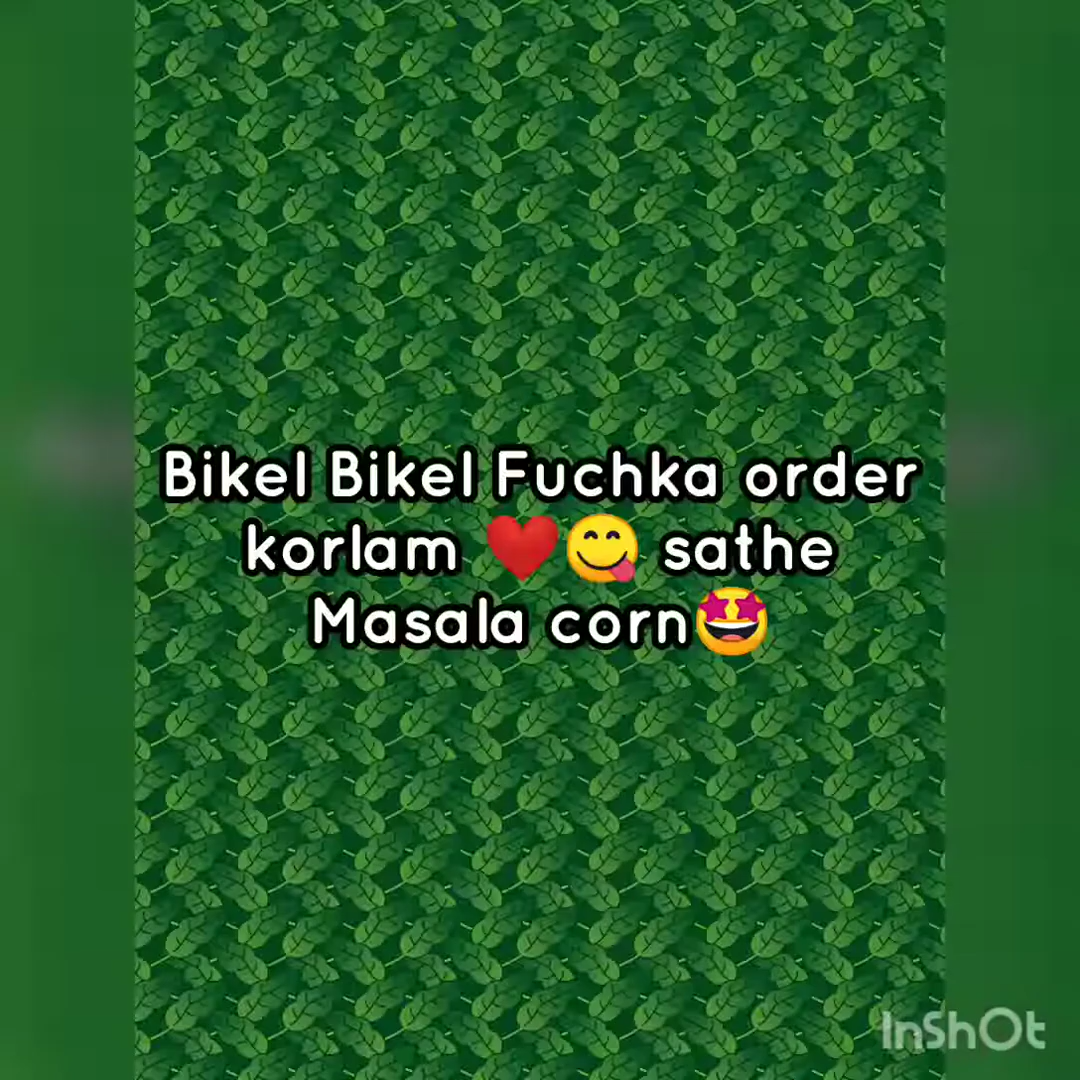 Bikel Bikel Fuchka order
korlam ❤️😋 sathe
Masala corn🤩
InShOt